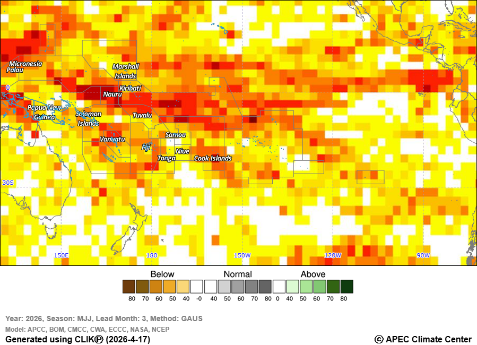 Micronesia
Palau
Marshall
Islands
Kiribati
Nauru
Papua New
Guinea
Solomon
Islands
Tuvalu
Samoa
Vanuatu
Fiji
Niue
Tonga
Cook Islands
30S
150E
180
150W
120W
90W
Below Normal Above
80 70 60 50 40 -0 40 50 60 70 80 -0 40 50 60 70 80
Year: 2026, Season: MJJ, Lead Month: 3, Method: GAUS
Model: APCC, BOM, CMCC, CWA, ECCC, NASA, NCEP
Generated using CLIKⓅ (2026-4-17) ⓒ APEC Climate Center